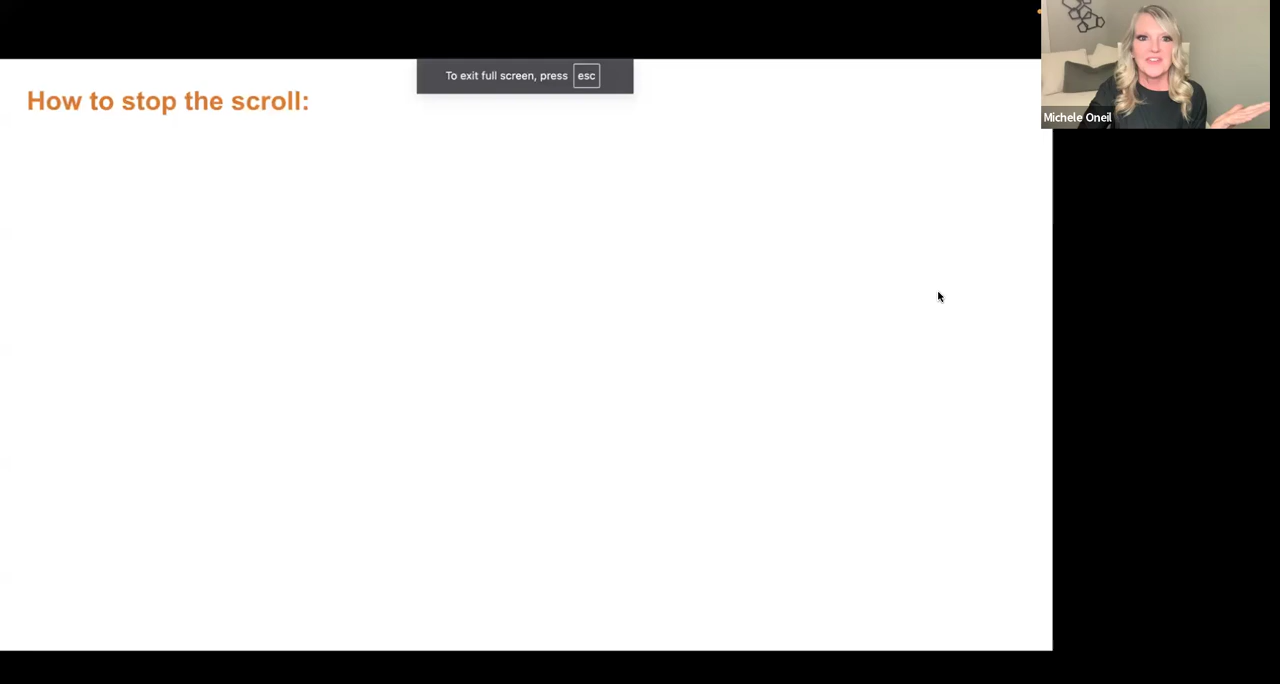 To exit full screen, press esc
How to stop the scroll:
Michele Oneil